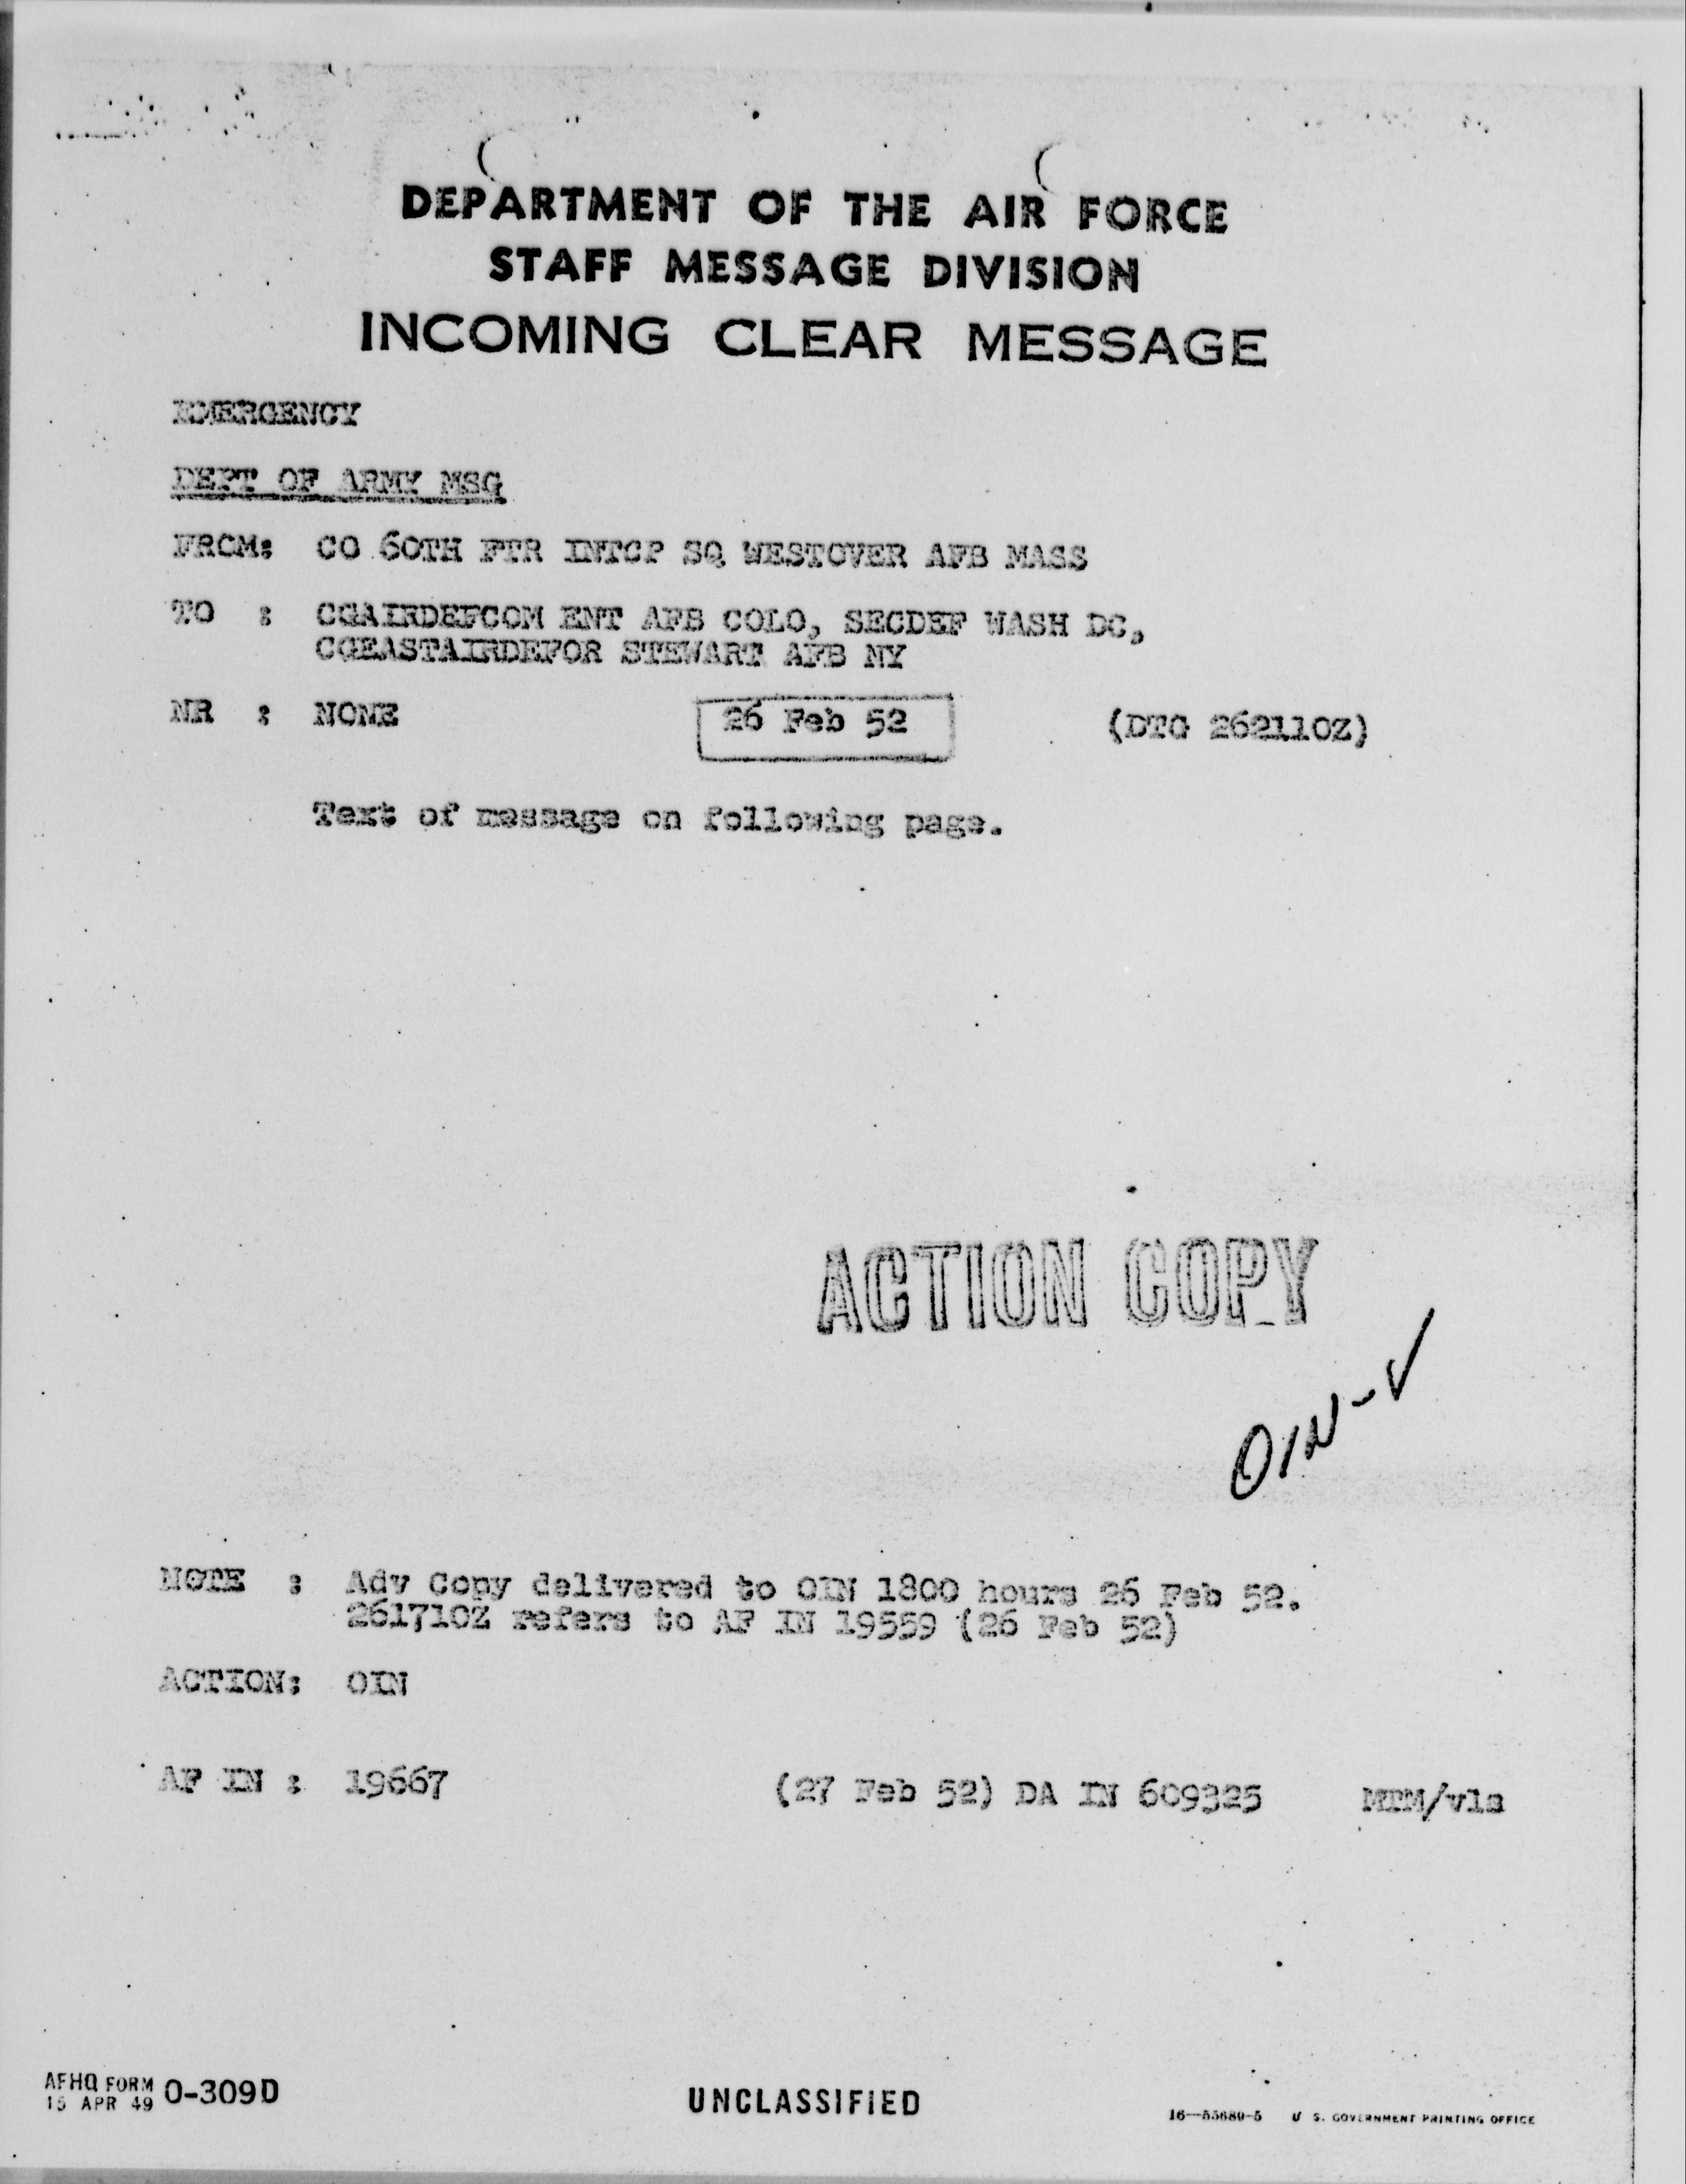 DEPARTMENT OF THE AIR FORCE
STAFF MESSAGE DIVISION
INCOMING CLEAR MESSAGE
EMERGENCY
DEPT OF ARMY MSG
FROM: CO 60TH FTR INTCP SQ WESTOVER AFB MASS
TO : CGAIRDEFCOM ENT AFB COLO, SECDEF WASH DC,
CGEASTAIRDEFOR STEWART AFB NY
NR : NONE 26 Feb 52 (DTG 262110Z)
Text of message on following page.
ACTION COPY
OIN-V
NOTE : Adv Copy delivered to OIN 1800 hours 26 Feb 52.
261710Z refers to AF IN 19559 (26 Feb 52)
ACTION: OIN
AF IN : 19667 (27 Feb 52) DA IN 609325 MTM/vls
AFHQ FORM 0-309D
15 APR 49
UNCLASSIFIED
16—55680-5 U S. GOVERNMENT PRINTING OFFICE